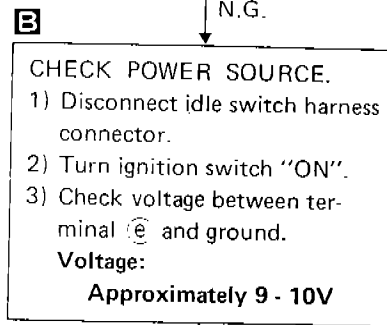 N.G.
B
CHECK POWER SOURCE.
1) Disconnect idle switch harness
connector.
2) Turn ignition switch "ON".
3) Check voltage between ter-
minal ⓔ and ground.
Voltage:
Approximately 9 - 10V